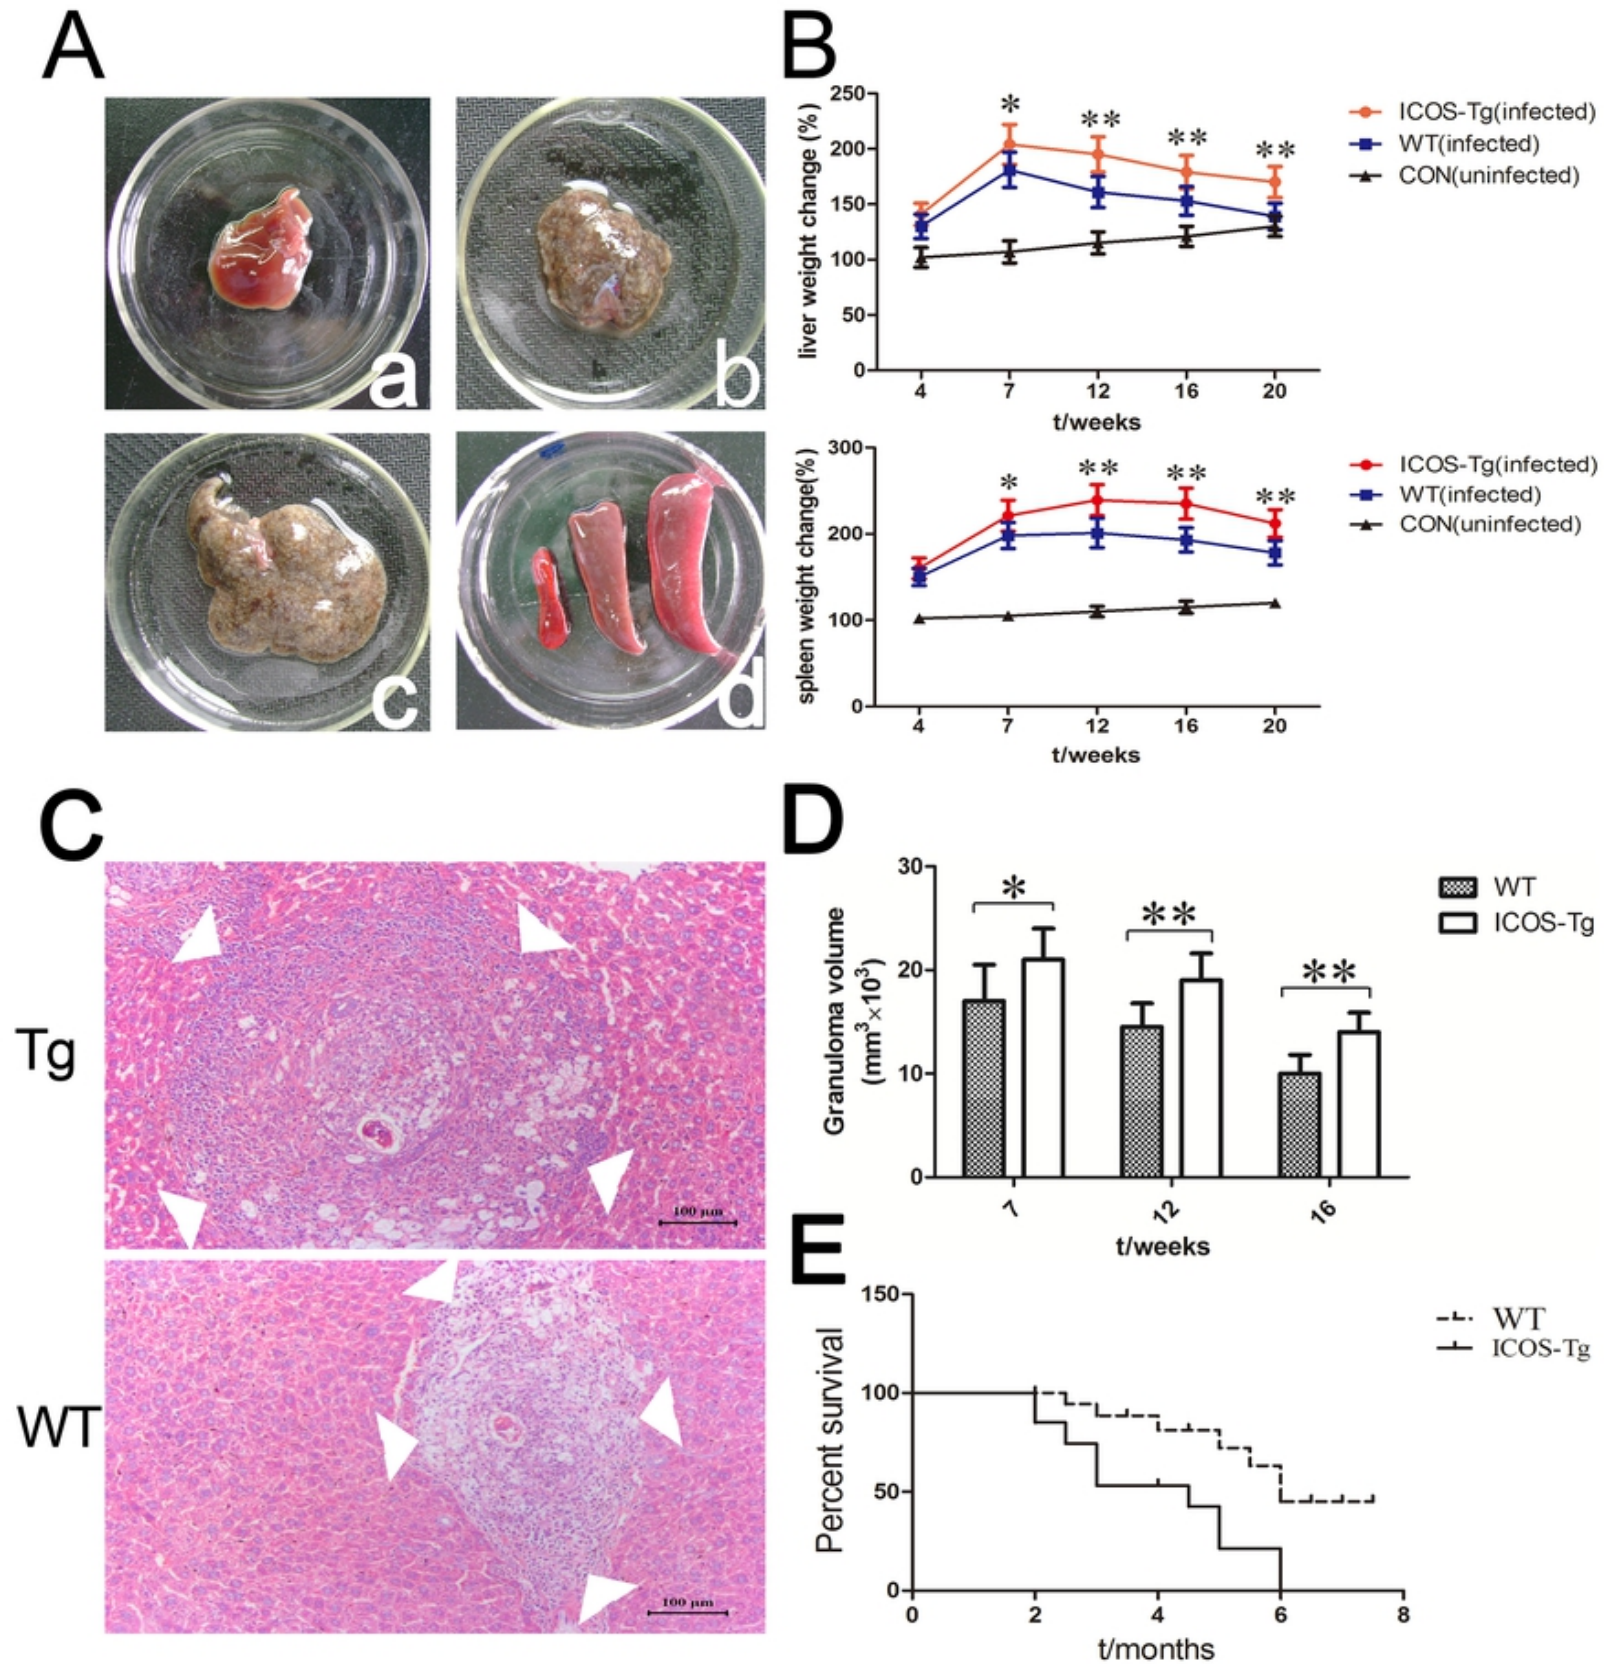 A
a
b
c
d
B
liver weight change (%)
250
200
150
100
50
0
* ** ** **
4 7 12 16 20
t/weeks
ICOS-Tg(infected)
WT(infected)
CON(uninfected)
spleen weight change(%)
300
200
100
0
* ** ** **
4 7 12 16 20
t/weeks
ICOS-Tg(infected)
WT(infected)
CON(uninfected)
C
Tg
100 μm
WT
100 μm
D
Granuloma volume
(mm³×10³)
30
20
10
0
* ** **
7 12 16
t/weeks
WT
ICOS-Tg
E
Percent survival
150
100
50
0
0 2 4 6 8
t/months
WT
ICOS-Tg